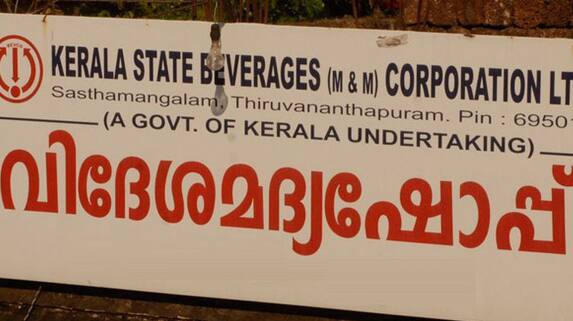 KERALA STATE BEVERAGES (M & M) CORPORATION LT
Sasthamangalam, Thiruvananthapuram. Pin : 6950
(A GOVT. OF KERALA UNDERTAKING)
വിദേശമദ്യഷോപ്പ്